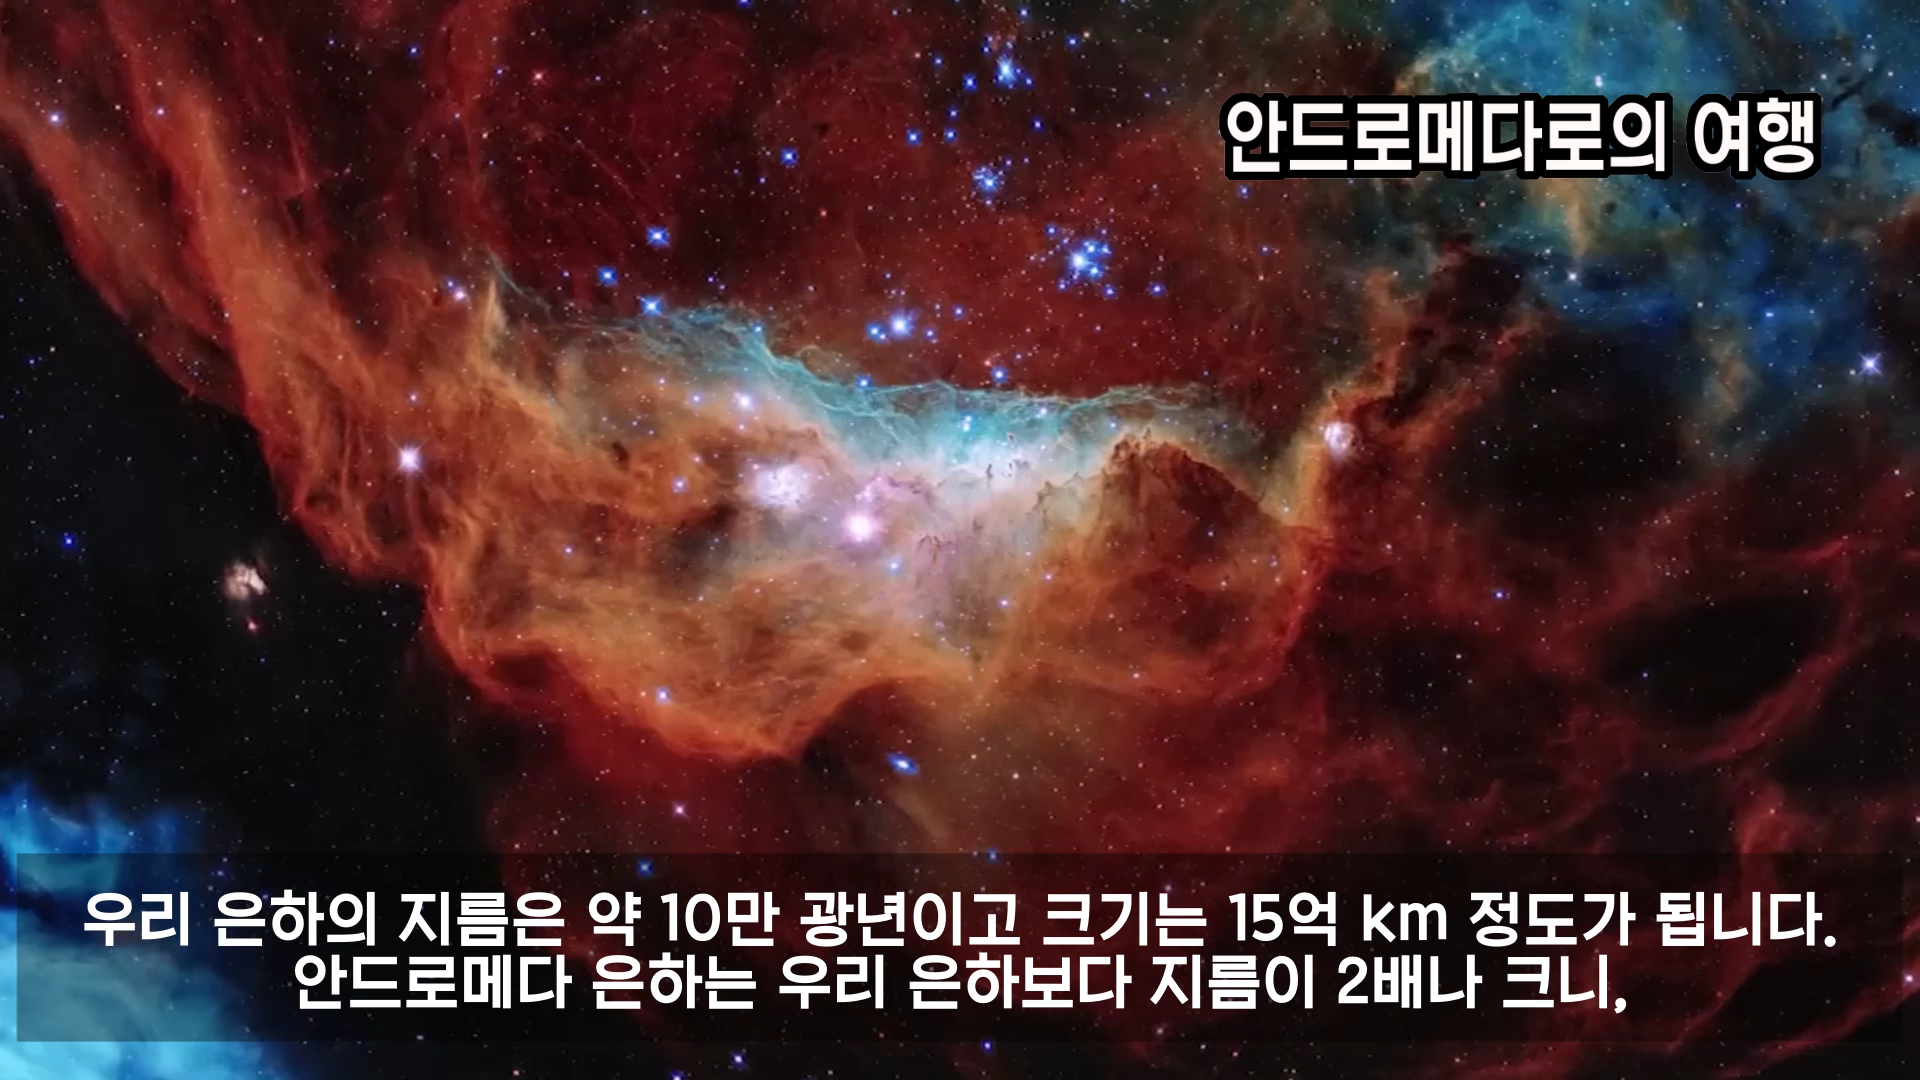 안드로메다로의 여행
우리 은하의 지름은 약 10만 광년이고 크기는 15억 km 정도가 됩니다.
안드로메다 은하는 우리 은하보다 지름이 2배나 크니,